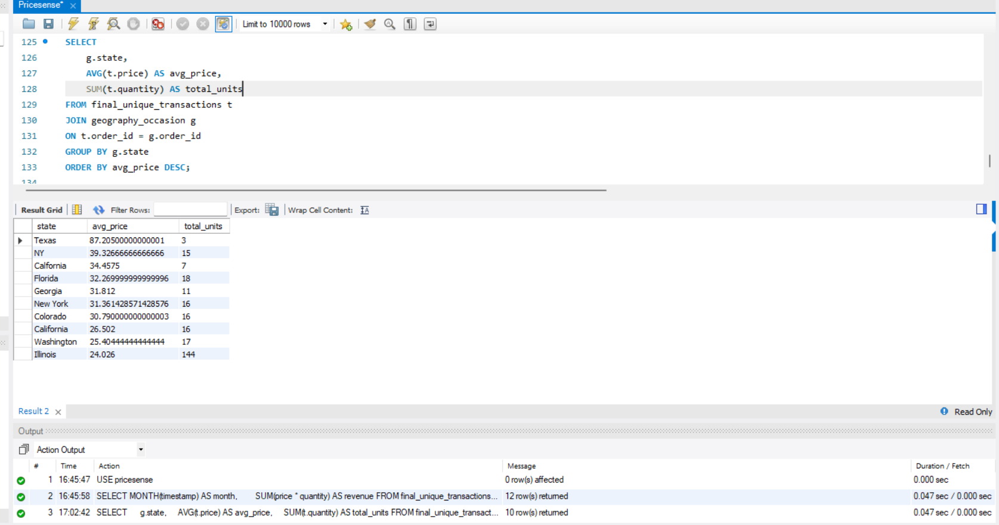 Pricesense*
Limit to 10000 rows
125 SELECT
126 g.state,
127 AVG(t.price) AS avg_price,
128 SUM(t.quantity) AS total_units
129 FROM final_unique_transactions t
130 JOIN geography_occasion g
131 ON t.order_id = g.order_id
132 GROUP BY g.state
133 ORDER BY avg_price DESC;
134
Result Grid Filter Rows: Export: Wrap Cell Content:
state avg_price total_units
Texas 87.20500000000001 3
NY 39.32666666666666 15
Calfornia 34.4575 7
Florida 32.269999999999996 18
Georgia 31.812 11
New York 31.361428571428576 16
Colorado 30.790000000000003 16
California 26.502 16
Washington 25.40444444444444 17
Illinois 24.026 144
Result 2 Read Only
Output
Action Output
# Time Action Message Duration / Fetch
1 16:45:47 USE pricesense 0 row(s) affected 0.000 sec
2 16:45:58 SELECT MONTH(timestamp) AS month, SUM(price * quantity) AS revenue FROM final_unique_transactions... 12 row(s) returned 0.047 sec / 0.000 sec
3 17:02:42 SELECT g.state, AVG(t.price) AS avg_price, SUM(t.quantity) AS total_units FROM final_unique_transact... 10 row(s) returned 0.047 sec / 0.000 sec